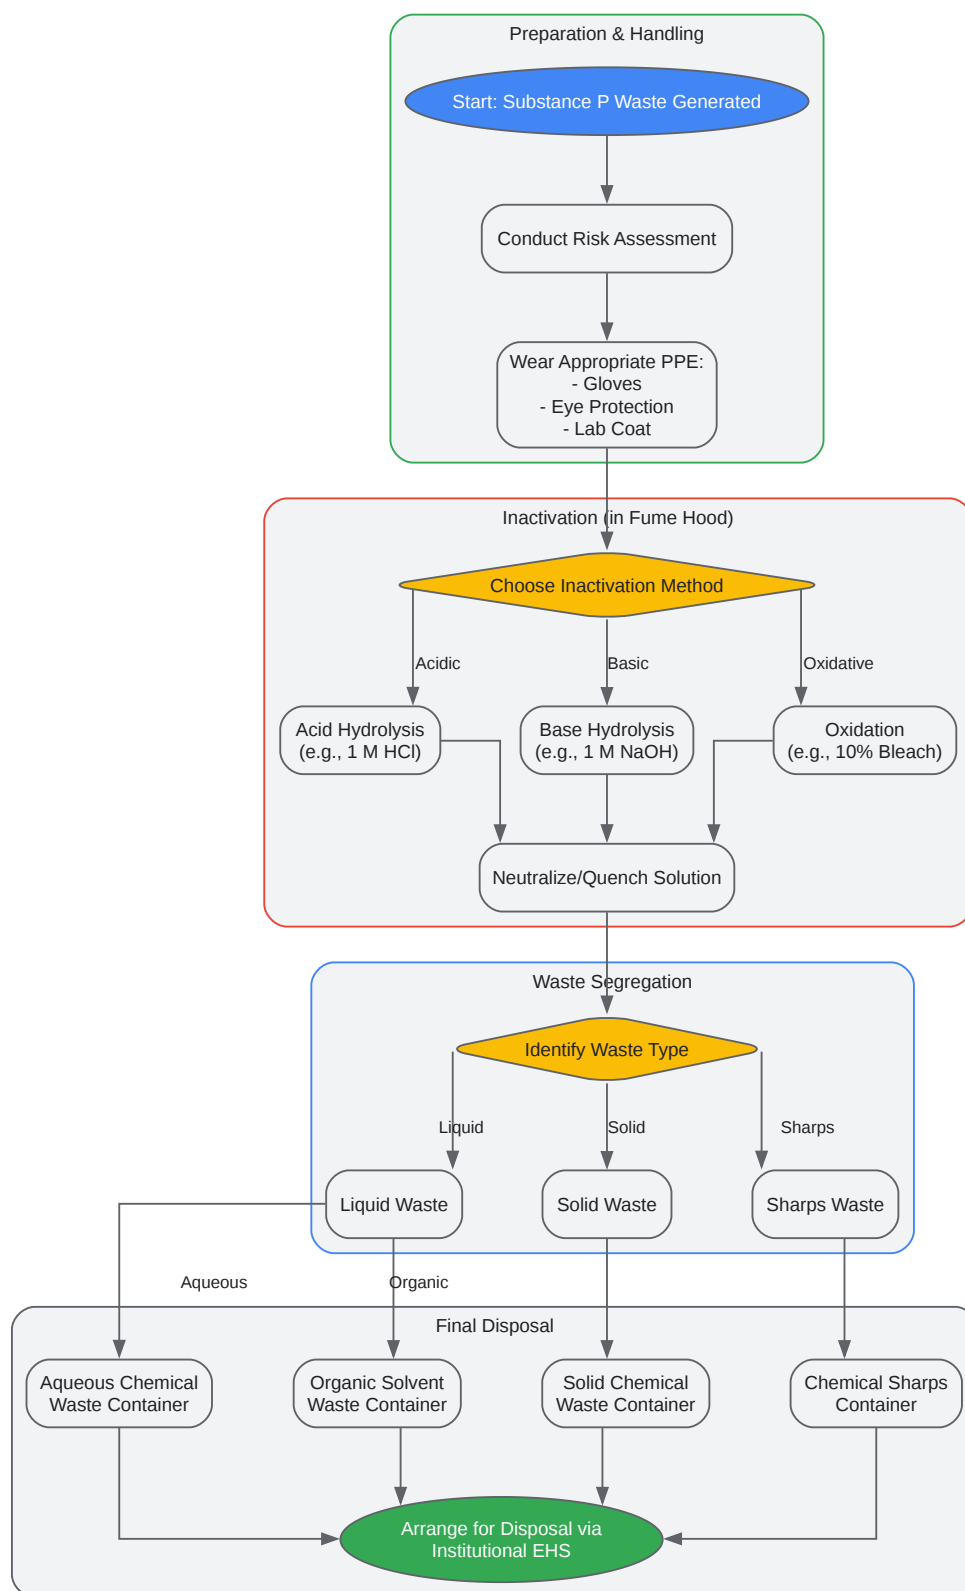 Preparation & Handling
Start: Substance P Waste Generated
Conduct Risk Assessment
Wear Appropriate PPE:
- Gloves
- Eye Protection
- Lab Coat
Inactivation (in Fume Hood)
Choose Inactivation Method
Acidic
Basic
Oxidative
Acid Hydrolysis
(e.g., 1 M HCl)
Base Hydrolysis
(e.g., 1 M NaOH)
Oxidation
(e.g., 10% Bleach)
Neutralize/Quench Solution
Waste Segregation
Identify Waste Type
Liquid
Solid
Sharps
Liquid Waste
Solid Waste
Sharps Waste
Aqueous
Organic
Final Disposal
Aqueous Chemical
Waste Container
Organic Solvent
Waste Container
Solid Chemical
Waste Container
Chemical Sharps
Container
Arrange for Disposal via
Institutional EHS